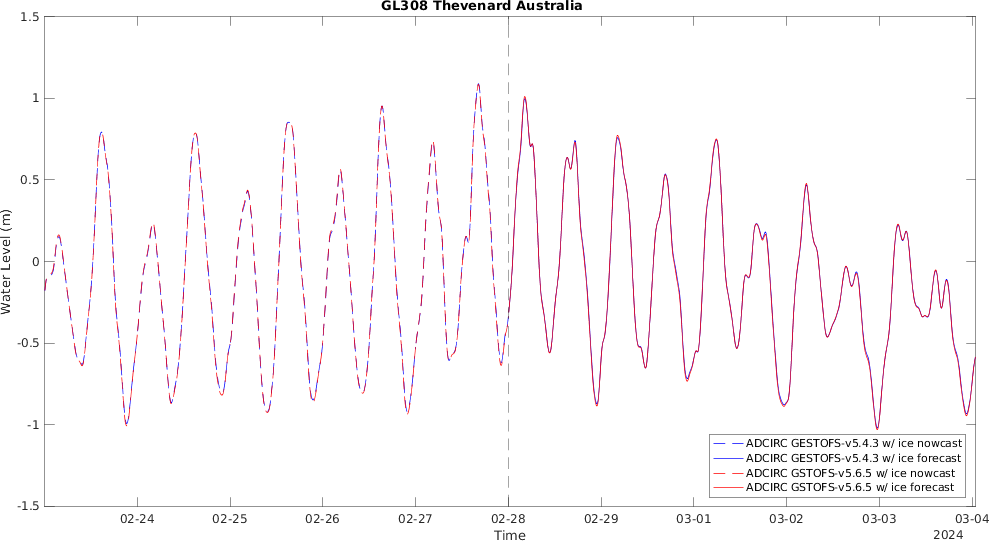 GL308 Thevenard Australia
1.5
1
0.5
0
-0.5
-1
-1.5
Water Level (m)
02-24 02-25 02-26 02-27 02-28 02-29 03-01 03-02 03-03 03-04
Time
2024
ADCIRC GESTOFS-v5.4.3 w/ ice nowcast
ADCIRC GESTOFS-v5.4.3 w/ ice forecast
ADCIRC GSTOFS-v5.6.5 w/ ice nowcast
ADCIRC GSTOFS-v5.6.5 w/ ice forecast